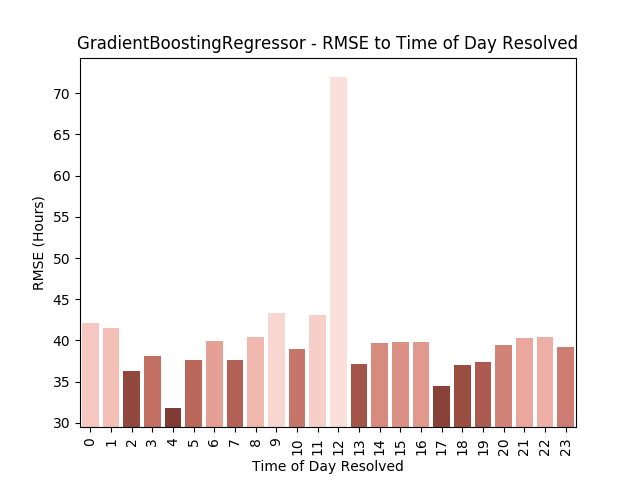 GradientBoostingRegressor - RMSE to Time of Day Resolved
RMSE (Hours)
70
65
60
55
50
45
40
35
30
0 1 2 3 4 5 6 7 8 9 10 11 12 13 14 15 16 17 18 19 20 21 22 23
Time of Day Resolved